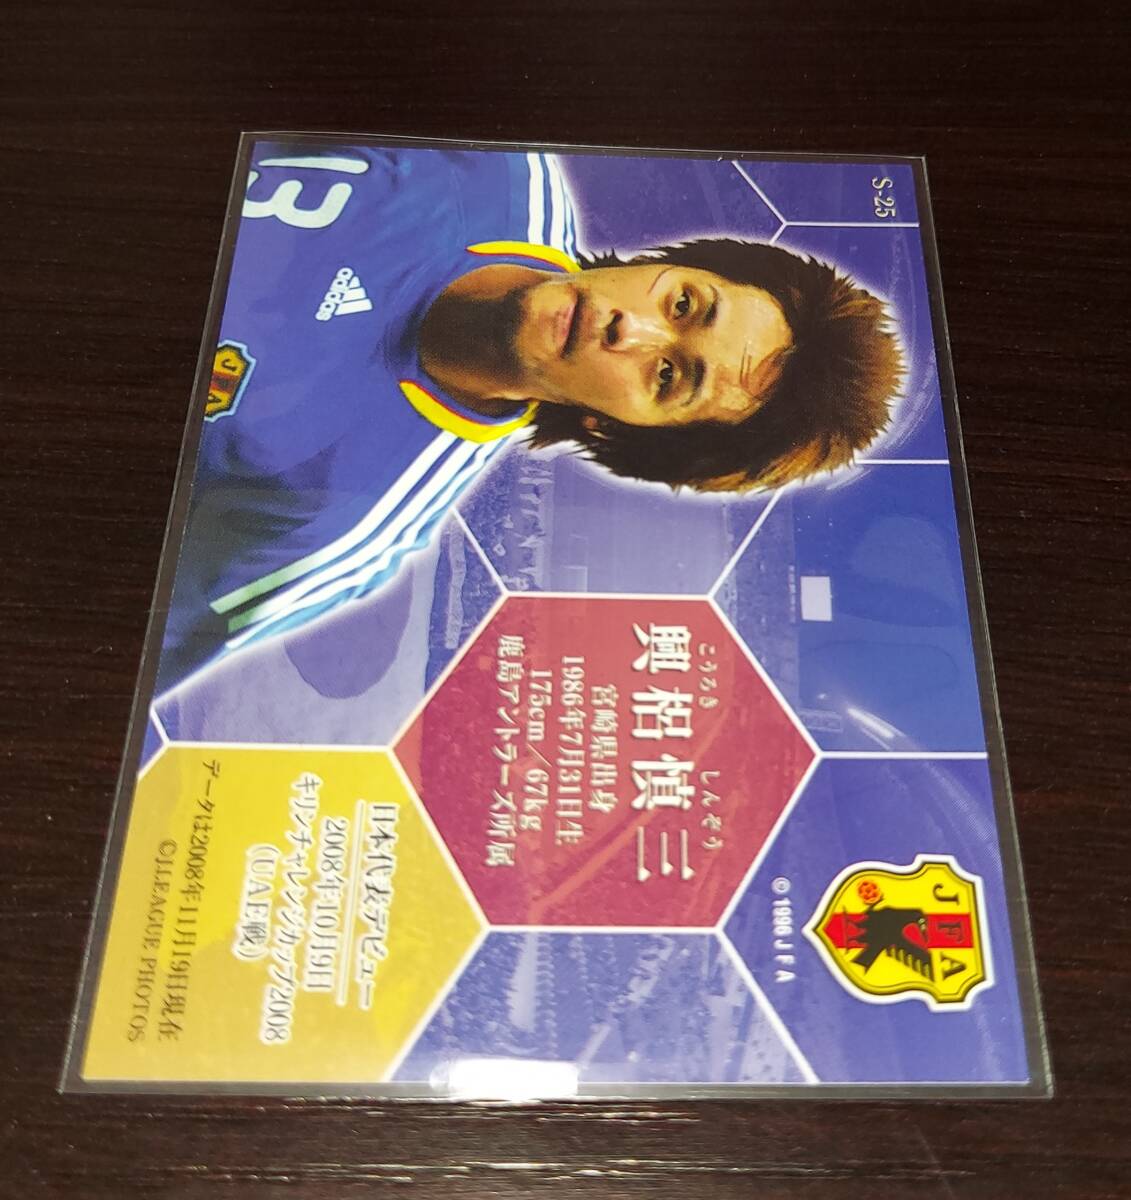 S-25
13
adidas
JFA
JFA
© 1996 J F A
こうろき しんぞう
興梠慎三
宮崎県出身
1986年7月31日生
175cm／67kg
鹿島アントラーズ所属
日本代表デビュー
2008年10月9日
キリンチャレンジカップ2008
（UAE戦）
データは2008年11月19日現在
©J.LEAGUE PHOTOS